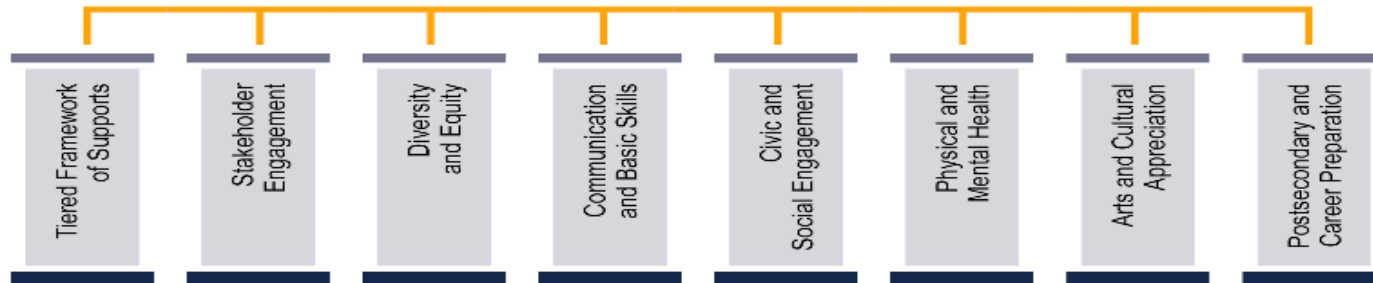 Tiered Framework
of Supports
Stakeholder
Engagement
Diversity
and Equity
Communication
and Basic Skills
Civic and
Social Engagement
Physical and
Mental Health
Arts and Cultural
Appreciation
Postsecondary and
Career Preparation